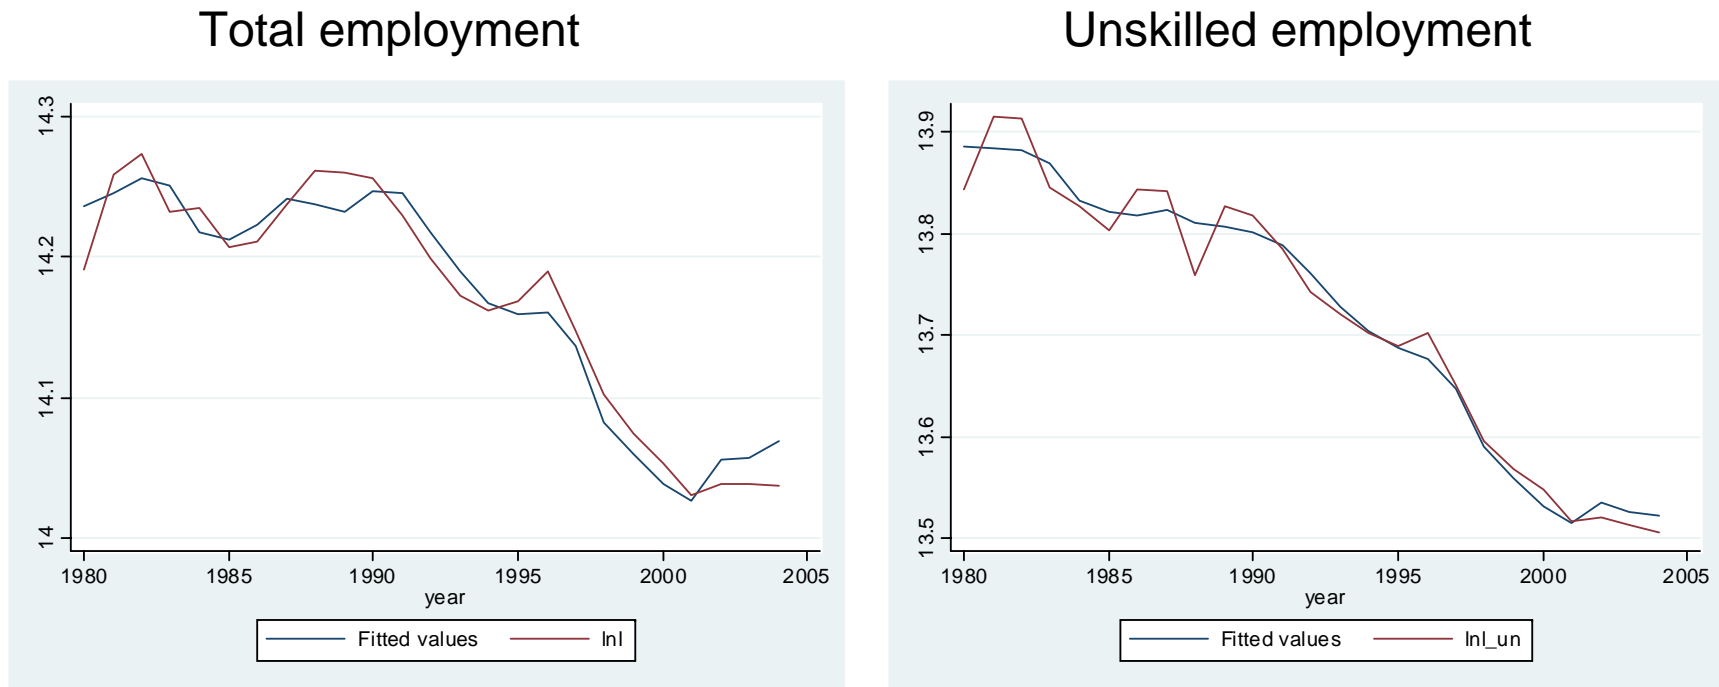 Total employment
14.3
14.2
14.1
14
1980 1985 1990 1995 2000 2005
year
Fitted values lnl
Unskilled employment
13.9
13.8
13.7
13.6
13.5
1980 1985 1990 1995 2000 2005
year
Fitted values lnl_un